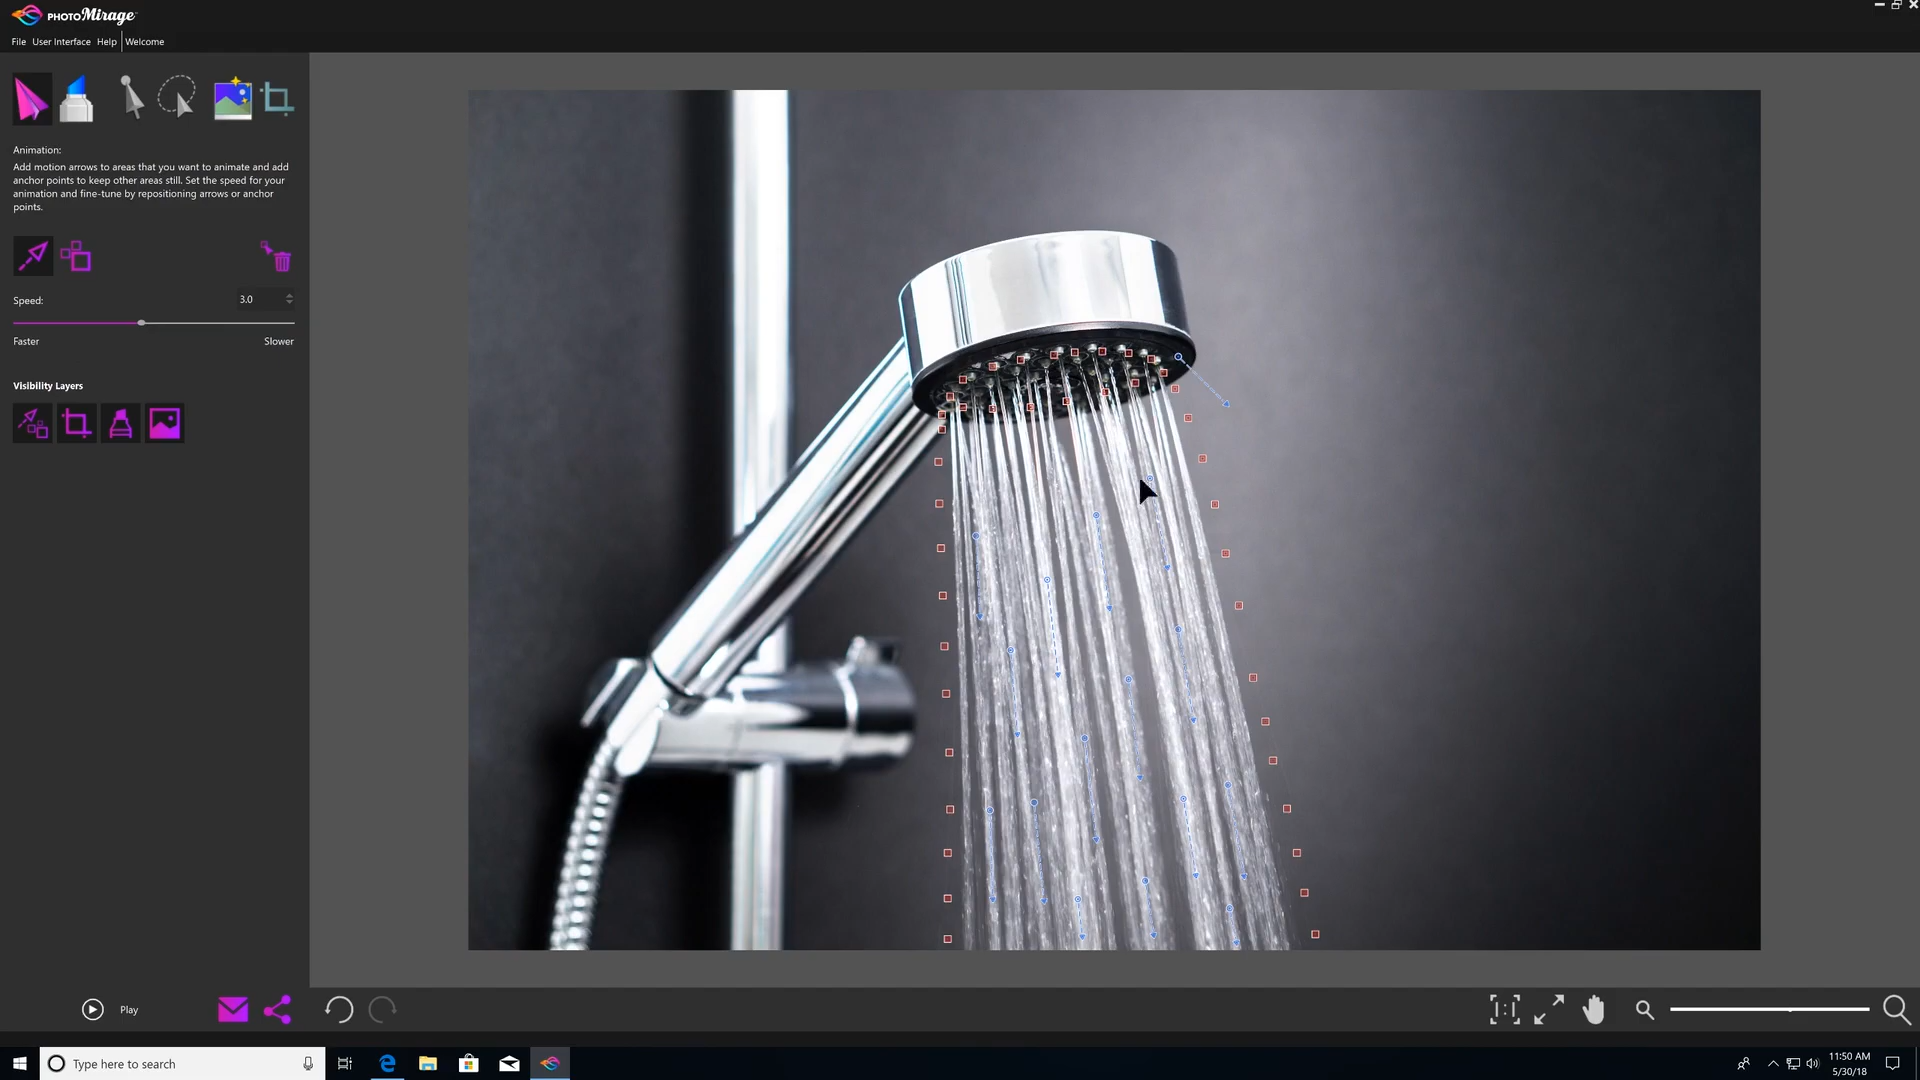 PHOTO Mirage
File User Interface Help Welcome
Animation:
Add motion arrows to areas that you want to animate and add
anchor points to keep other areas still. Set the speed for your
animation and fine-tune by repositioning arrows or anchor
points.
Speed: 3.0
Faster Slower
Visibility Layers
Play
[1:1]
Type here to search
11:50 AM
5/30/18